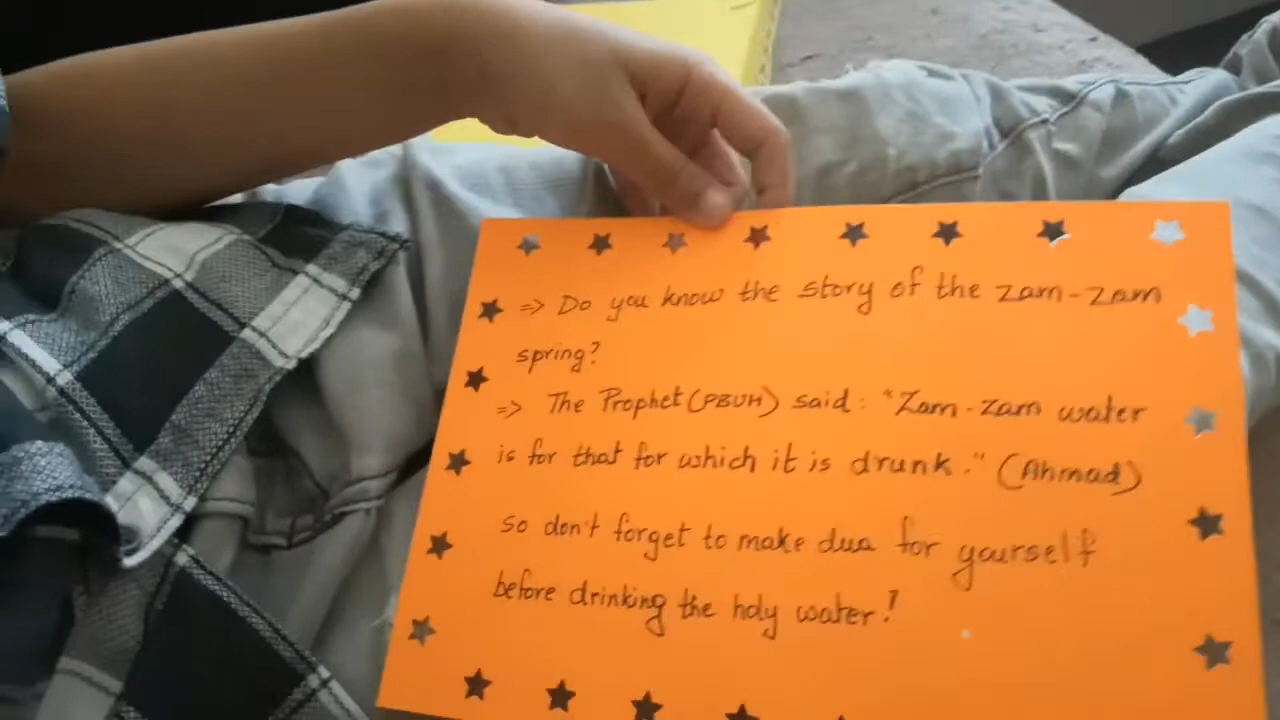 => Do you know the story of the zam-zam
spring?
=> The Prophet (PBUH) said: "Zam-zam water
is for that for which it is drunk." (Ahmad)
so don't forget to make dua for yourself
before drinking the holy water!